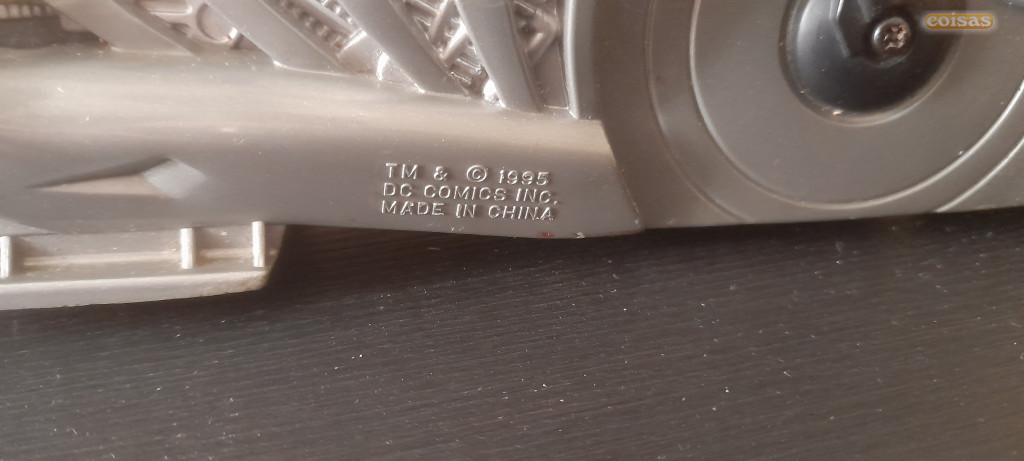 coisas
TM & © 1995
DC COMICS INC.
MADE IN CHINA